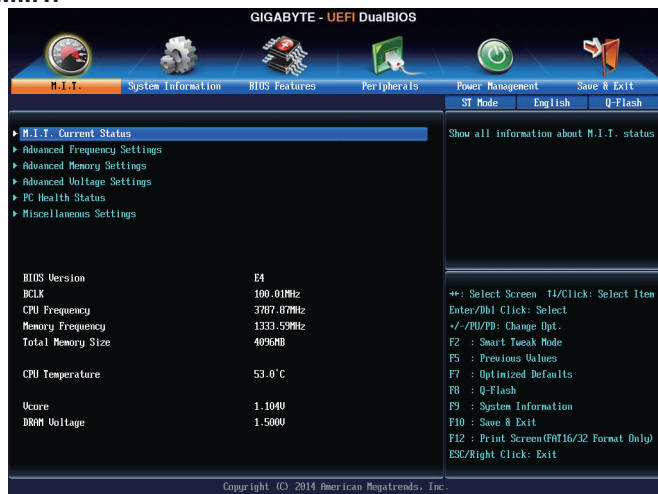 GIGABYTE - UEFI DualBIOS
M.I.T.
System Information
BIOS Features
Peripherals
Power Management
Save & Exit
ST Mode
English
Q-Flash
M.I.T. Current Status
Advanced Frequency Settings
Advanced Memory Settings
Advanced Voltage Settings
PC Health Status
Miscellaneous Settings
BIOS Version E4
BCLK 100.01MHz
CPU Frequency 3787.87MHz
Memory Frequency 1333.59MHz
Total Memory Size 4096MB
CPU Temperature 53.0°C
Vcore 1.104V
DRAM Voltage 1.500V
Show all information about M.I.T. status
→←: Select Screen ↑↓/Click: Select Item
Enter/Dbl Click: Select
+/-/PU/PD: Change Opt.
F2 : Smart Tweak Mode
F5 : Previous Values
F7 : Optimized Defaults
F8 : Q-Flash
F9 : System Information
F10 : Save & Exit
F12 : Print Screen(FAT16/32 Format Only)
ESC/Right Click: Exit
Copyright (C) 2014 American Megatrends, Inc.